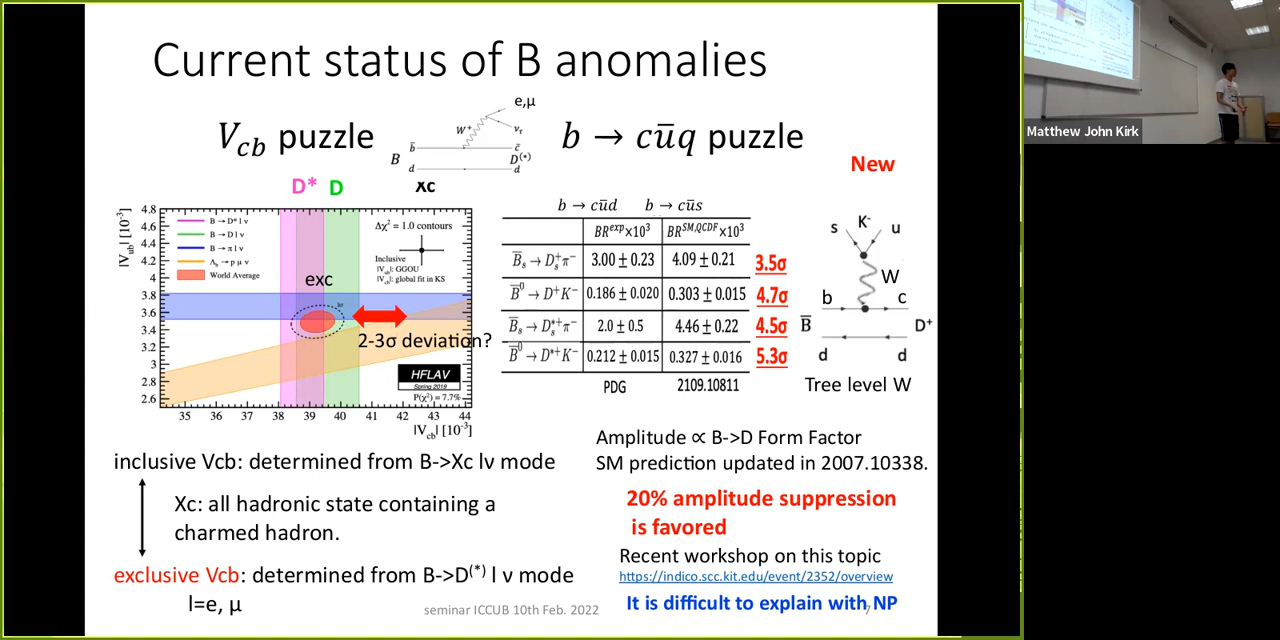 Current status of B anomalies
V_cb puzzle
e,μ
W⁺
ν_τ
b̄
c̄
B
D⁽*⁾
d
d
Xc
b → cūq puzzle
New
D* D
4.8
4.6
4.4
4.2
4
3.8
3.6
3.4
3.2
3
2.8
2.6
|V_ub| [10⁻³]
B → D* l ν
B → D l ν
B → π l ν
Λ_b → p μ ν
World Average
Δχ² = 1.0 contours
Inclusive
|V_ub|: GGOU
|V_cb|: global fit in KS
exc
2-3σ deviation?
HFLAV
Spring 2019
P(χ²) = 7.7%
35 36 37 38 39 40 41 42 43 44
|V_cb| [10⁻³]
b → cūd b → cūs
BR^exp×10³ BR^SM,QCDF×10³
B̄_s → D_s⁺π⁻ 3.00 ± 0.23 4.09 ± 0.21 3.5σ
B̄⁰ → D⁺K⁻ 0.186 ± 0.020 0.303 ± 0.015 4.7σ
B̄_s → D_s*⁺π⁻ 2.0 ± 0.5 4.46 ± 0.22 4.5σ
B̄⁰ → D*⁺K⁻ 0.212 ± 0.015 0.327 ± 0.016 5.3σ
PDG 2109.10811
s K⁻ u
W
b c
B̄ D⁺
d d
Tree level W
inclusive Vcb: determined from B->Xc lν mode
Xc: all hadronic state containing a
charmed hadron.
exclusive Vcb: determined from B->D⁽*⁾ l ν mode
l=e, μ
Amplitude ∝ B->D Form Factor
SM prediction updated in 2007.10338.
20% amplitude suppression
is favored
Recent workshop on this topic
https://indico.scc.kit.edu/event/2352/overview
It is difficult to explain with NP
seminar ICCUB 10th Feb. 2022
7
Matthew John Kirk